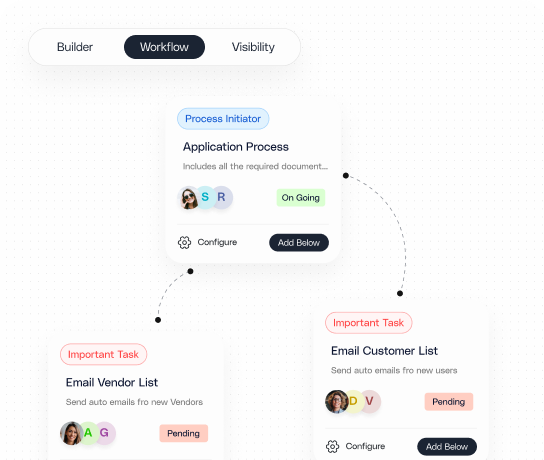 Builder Workflow Visibility
Process Initiator
Application Process
Includes all the required document...
S R On Going
Configure Add Below
Important Task
Email Customer List
Send auto emails fro new users
D V Pending
Configure Add Below
Important Task
Email Vendor List
Send auto emails fro new Vendors
A G Pending